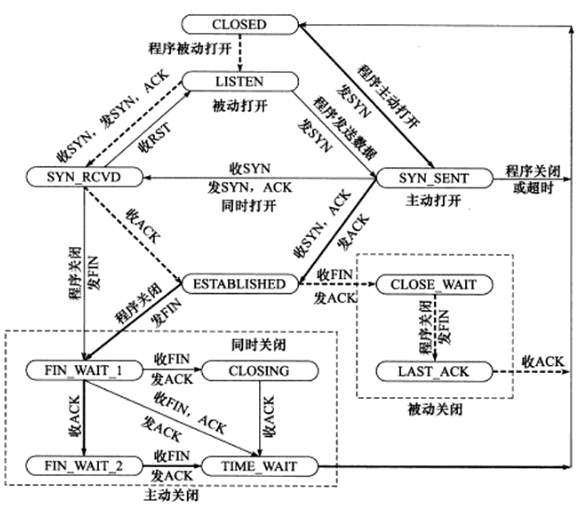 CLOSED
程序被动打开
LISTEN
被动打开
收SYN，发SYN，ACK
收RST
程序发送数据
发SYN
程序主动打开
发SYN
SYN_RCVD
收SYN
发SYN，ACK
同时打开
SYN_SENT
主动打开
程序关闭
或超时
收ACK
收SYN，ACK
发ACK
程序关闭
发FIN
ESTABLISHED
收FIN
发ACK
CLOSE_WAIT
程序关闭
发FIN
程序关闭
发FIN
LAST_ACK
收ACK
被动关闭
同时关闭
FIN_WAIT_1
收FIN
发ACK
CLOSING
收ACK
收FIN，ACK
发ACK
收ACK
FIN_WAIT_2
收FIN
发ACK
TIME_WAIT
主动关闭